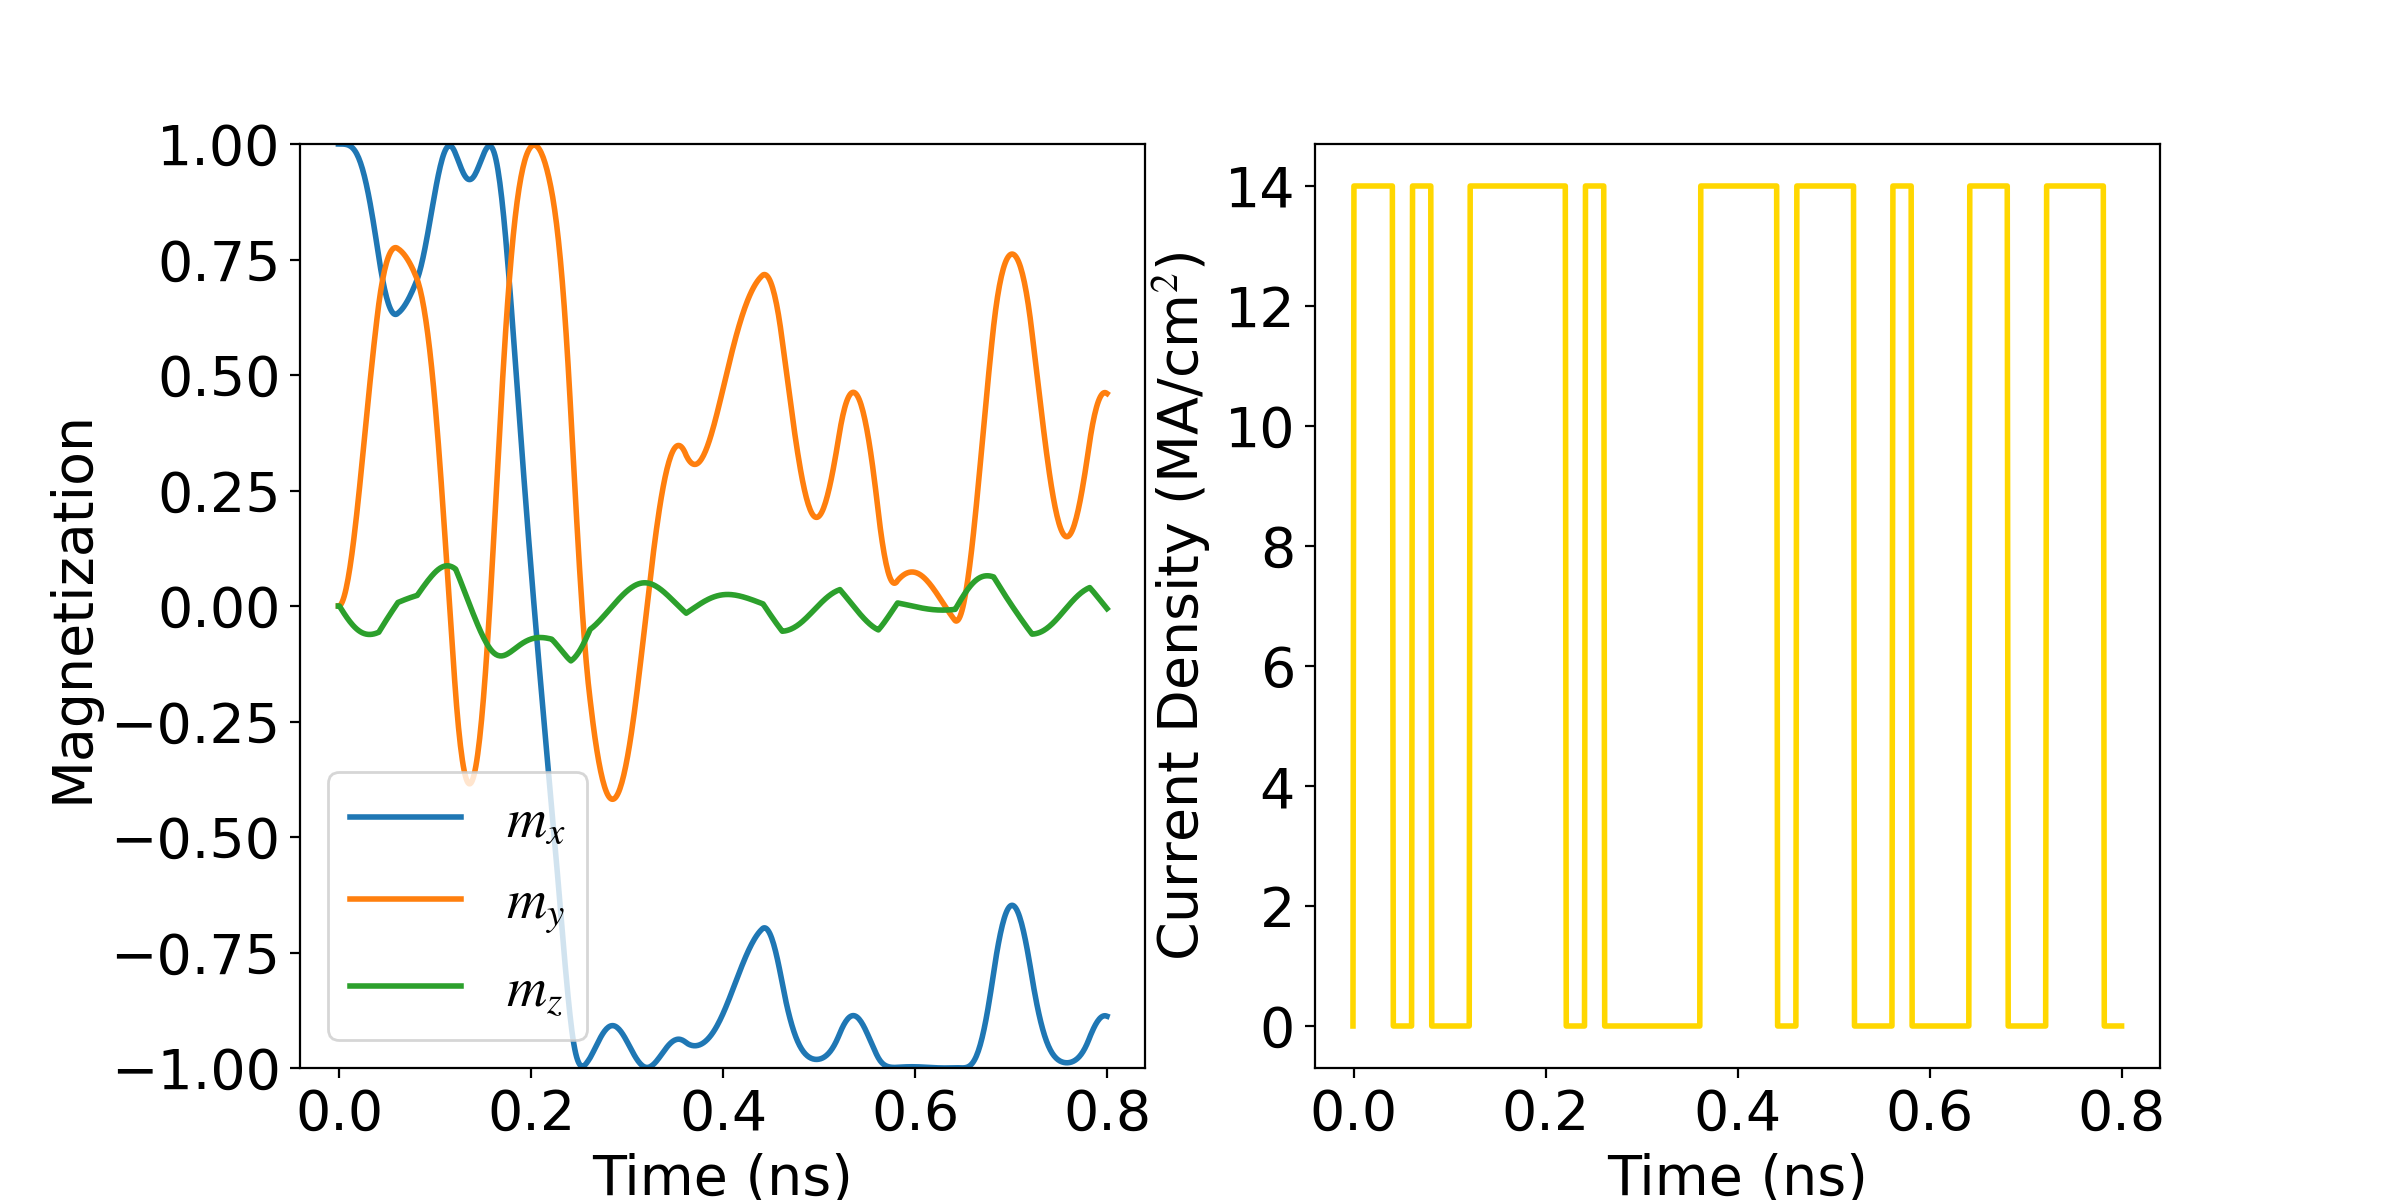 1.00
0.75
0.50
0.25
0.00
−0.25
−0.50
−0.75
−1.00
Magnetization
m_x
m_y
m_z
0.0 0.2 0.4 0.6 0.8
Time (ns)
14
12
10
8
6
4
2
0
Current Density (MA/cm²)
0.0 0.2 0.4 0.6 0.8
Time (ns)